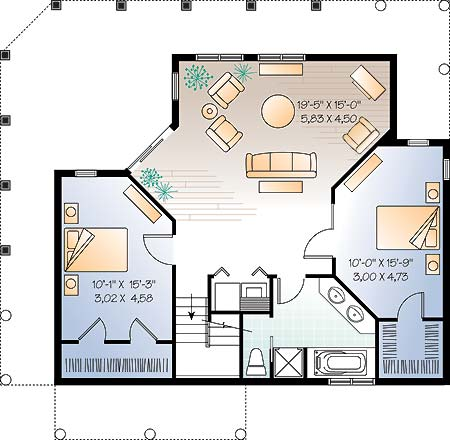 19'-5" X 15'-0"
5,83 X 4,50
10'-1" X 15'-3"
3,02 X 4,58
10'-0" X 15'-9"
3,00 X 4,73